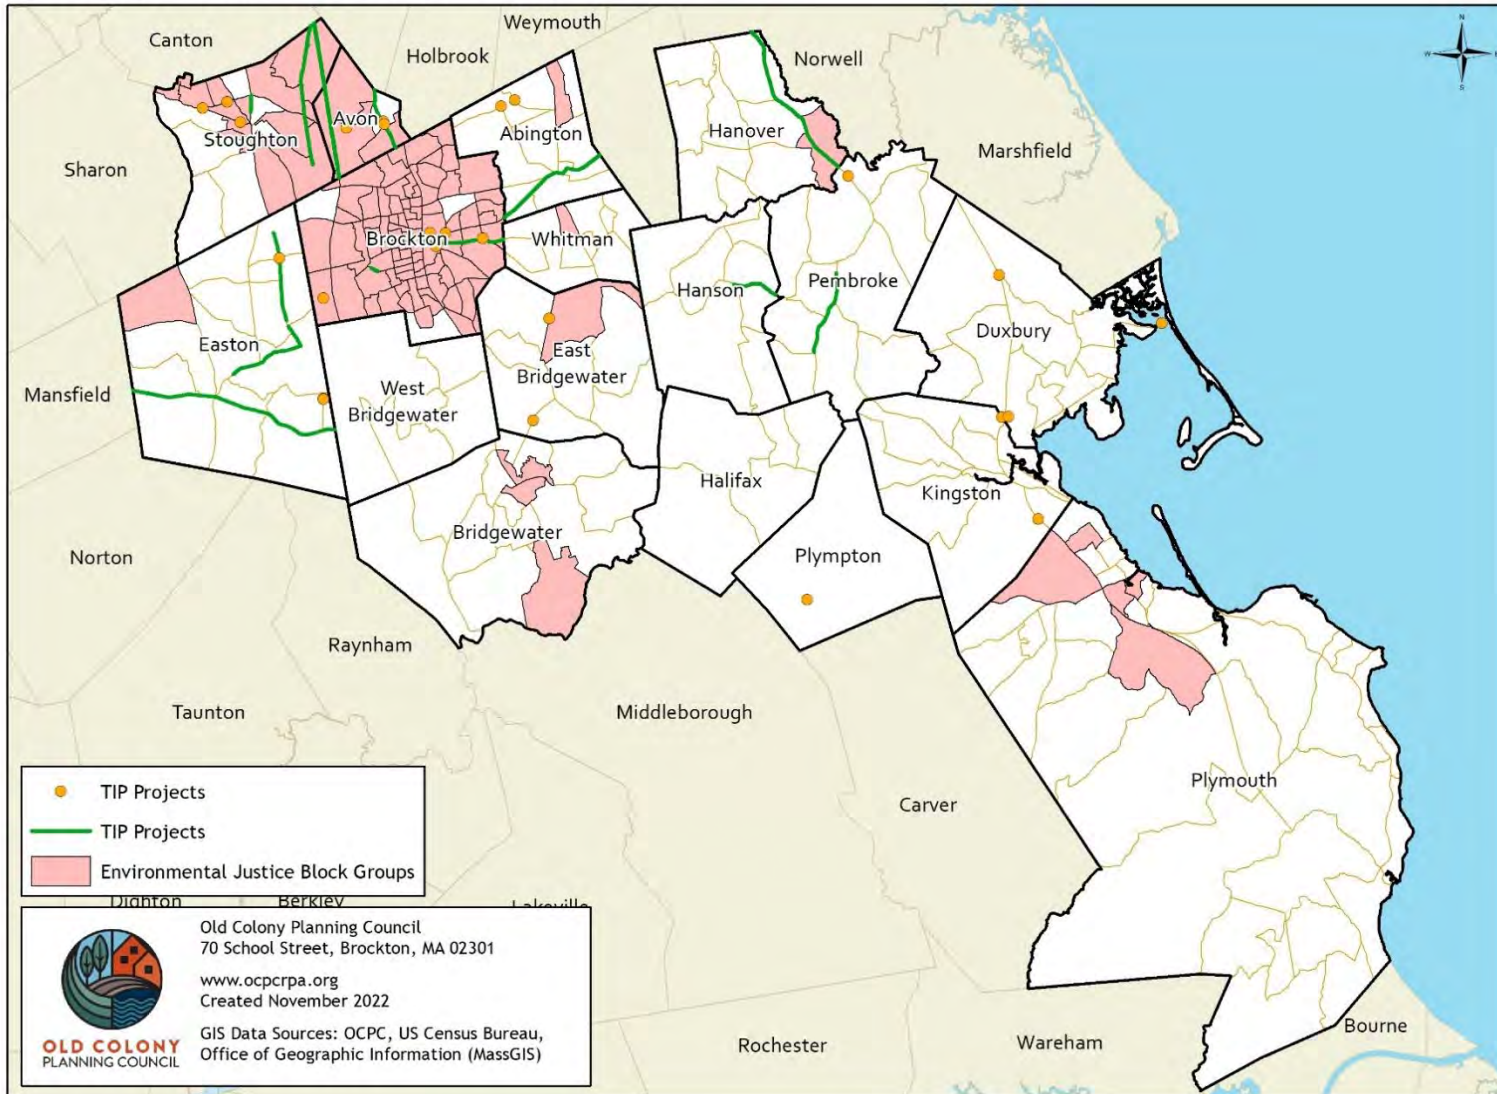 Weymouth
Canton
Holbrook
Norwell
N
W
S
Avon
Abington
Hanover
Stoughton
Marshfield
Sharon
Brockton
Whitman
Hanson
Pembroke
Duxbury
Easton
East
Bridgewater
West
Bridgewater
Mansfield
Halifax
Kingston
Bridgewater
Norton
Plympton
Raynham
Taunton
Middleborough
Plymouth
Carver
TIP Projects
TIP Projects
Environmental Justice Block Groups
Dighton
Berkley
Lakeville
Old Colony Planning Council
70 School Street, Brockton, MA 02301
www.ocpcrpa.org
Created November 2022
GIS Data Sources: OCPC, US Census Bureau,
Office of Geographic Information (MassGIS)
OLD COLONY
PLANNING COUNCIL
Rochester
Wareham
Bourne